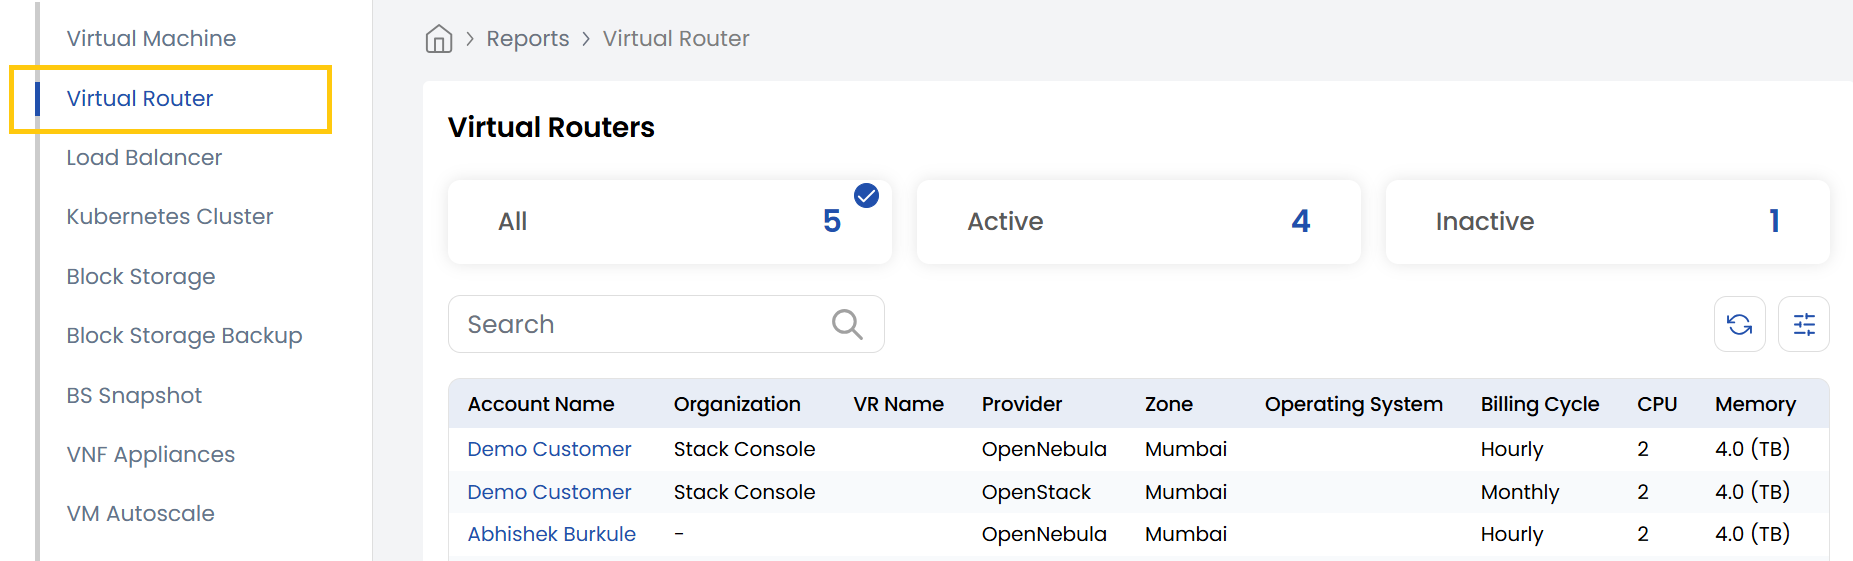 Virtual Machine
Virtual Router
Load Balancer
Kubernetes Cluster
Block Storage
Block Storage Backup
BS Snapshot
VNF Appliances
VM Autoscale
Reports > Virtual Router
Virtual Routers
All 5
Active 4
Inactive 1
Search
Account Name Organization VR Name Provider Zone Operating System Billing Cycle CPU Memory
Demo Customer Stack Console OpenNebula Mumbai Hourly 2 4.0 (TB)
Demo Customer Stack Console OpenStack Mumbai Monthly 2 4.0 (TB)
Abhishek Burkule - OpenNebula Mumbai Hourly 2 4.0 (TB)